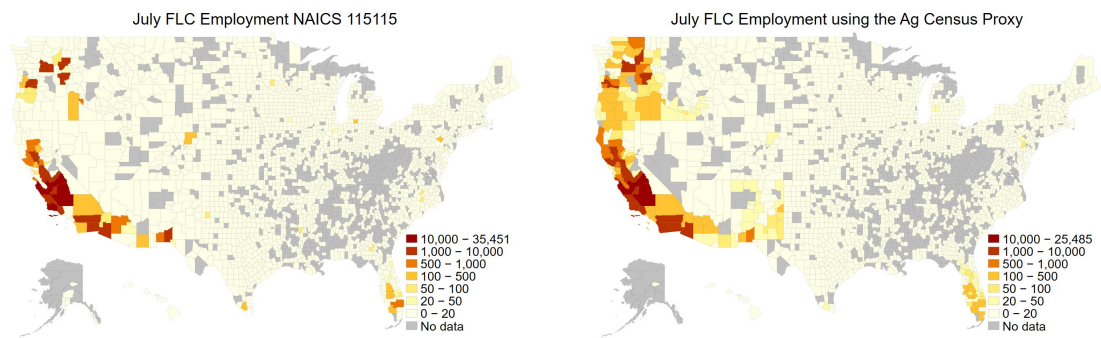 July FLC Employment NAICS 115115
10,000 − 35,451
1,000 − 10,000
500 − 1,000
100 − 500
50 − 100
20 − 50
0 − 20
No data
July FLC Employment using the Ag Census Proxy
10,000 − 25,485
1,000 − 10,000
500 − 1,000
100 − 500
50 − 100
20 − 50
0 − 20
No data